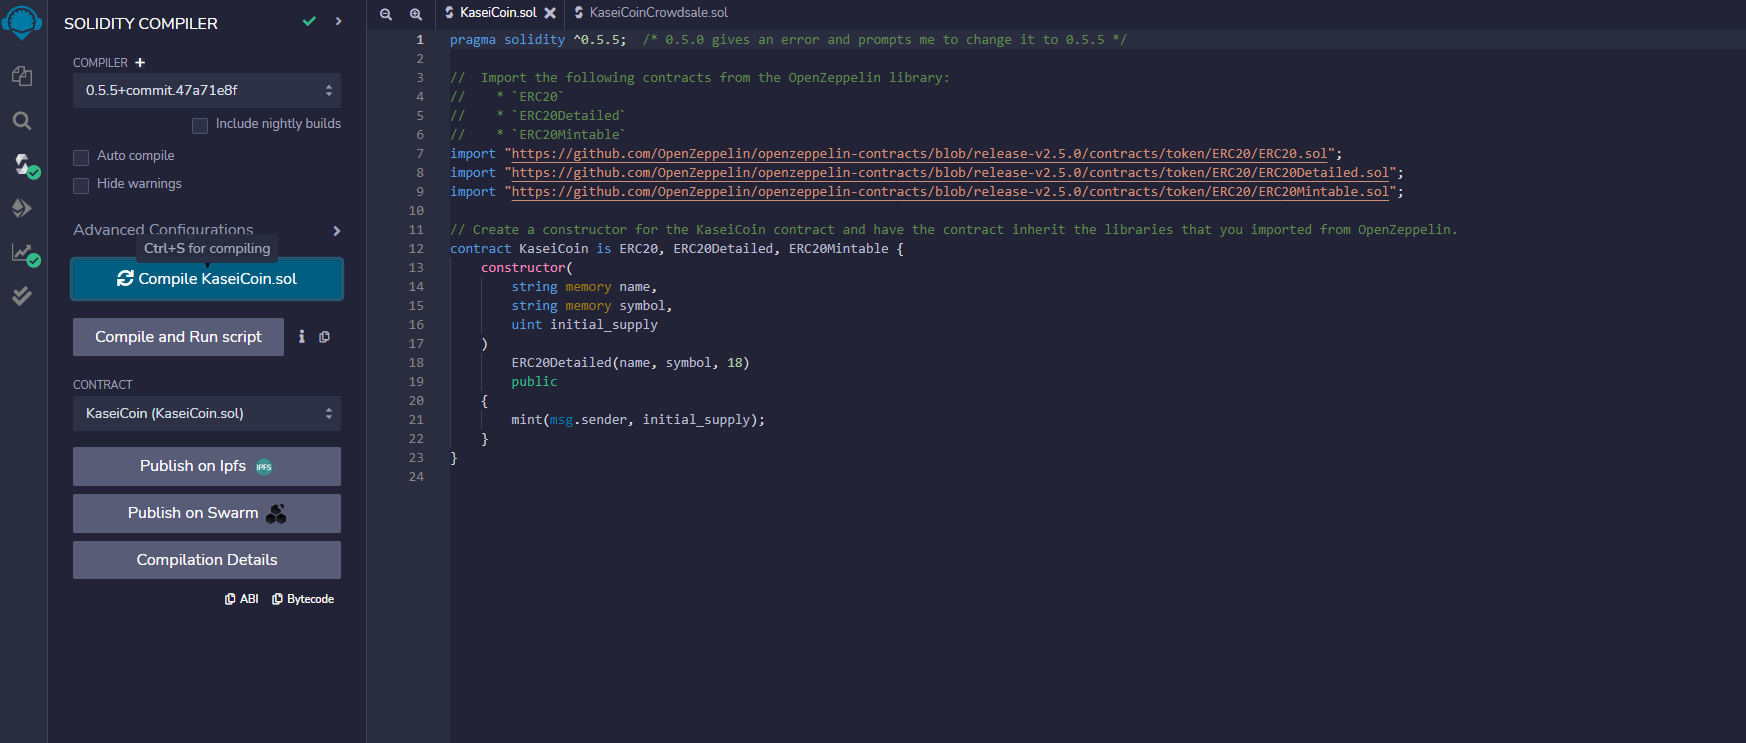 SOLIDITY COMPILER
COMPILER +
0.5.5+commit.47a71e8f
Include nightly builds
Auto compile
Hide warnings
Advanced Configurations
Ctrl+S for compiling
Compile KaseiCoin.sol
Compile and Run script
CONTRACT
KaseiCoin (KaseiCoin.sol)
Publish on Ipfs
IPFS
Publish on Swarm
Compilation Details
ABI Bytecode
KaseiCoin.sol KaseiCoinCrowdsale.sol
1 pragma solidity ^0.5.5;  /* 0.5.0 gives an error and prompts me to change it to 0.5.5 */
2
3 //  Import the following contracts from the OpenZeppelin library:
4 //    * `ERC20`
5 //    * `ERC20Detailed`
6 //    * `ERC20Mintable`
7 import "https://github.com/OpenZeppelin/openzeppelin-contracts/blob/release-v2.5.0/contracts/token/ERC20/ERC20.sol";
8 import "https://github.com/OpenZeppelin/openzeppelin-contracts/blob/release-v2.5.0/contracts/token/ERC20/ERC20Detailed.sol";
9 import "https://github.com/OpenZeppelin/openzeppelin-contracts/blob/release-v2.5.0/contracts/token/ERC20/ERC20Mintable.sol";
10
11 // Create a constructor for the KaseiCoin contract and have the contract inherit the libraries that you imported from OpenZeppelin.
12 contract KaseiCoin is ERC20, ERC20Detailed, ERC20Mintable {
13     constructor(
14         string memory name,
15         string memory symbol,
16         uint initial_supply
17     )
18         ERC20Detailed(name, symbol, 18)
19         public
20     {
21         mint(msg.sender, initial_supply);
22     }
23 }
24